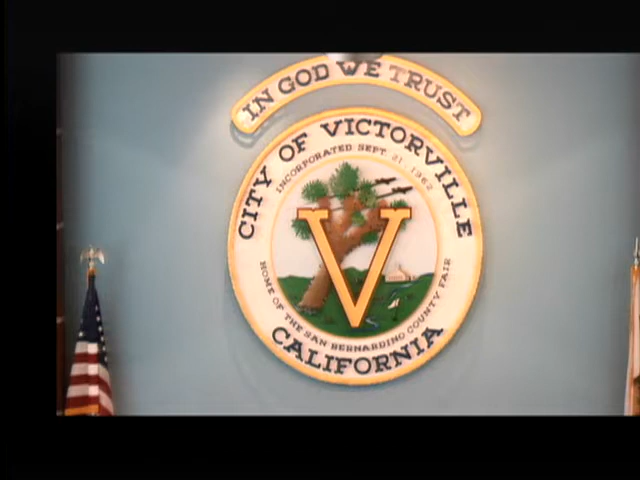 IN GOD WE TRUST
CITY OF VICTORVILLE
INCORPORATED SEPT. 21, 1962
V
HOME OF THE SAN BERNARDINO COUNTY FAIR
CALIFORNIA